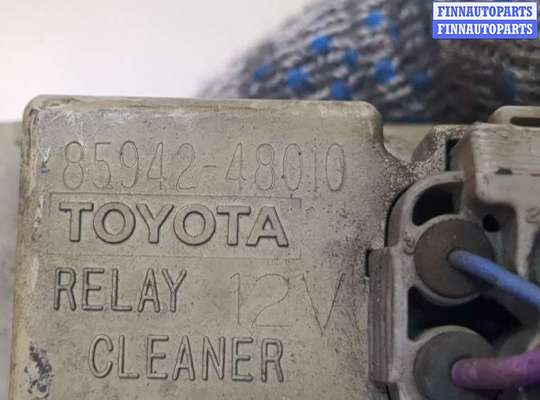 FINNAUTOPARTS
FINNAUTOPARTS
85942-48010
TOYOTA
RELAY 12V
CLEANER